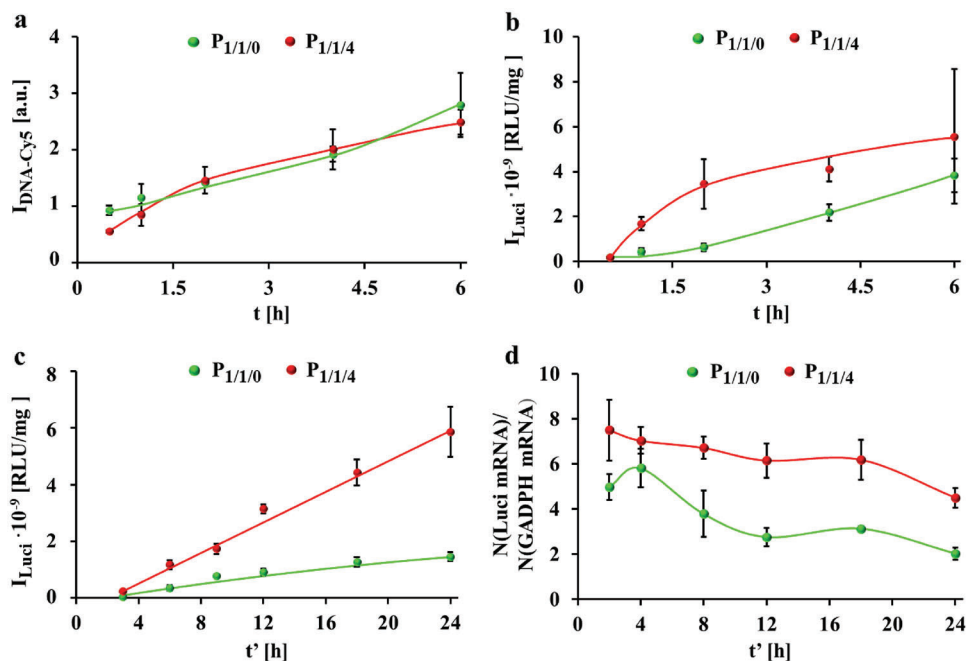 a
P1/1/0 P1/1/4
I DNA-Cy5 [a.u.]
4
3
2
1
0
0 1.5 3 4.5 6
t [h]
b
P1/1/0 P1/1/4
I Luci ·10-9 [RLU/mg ]
10
8
6
4
2
0
0 1.5 3 4.5 6
t [h]
c
P1/1/0 P1/1/4
I Luci ·10-9 [RLU/mg ]
8
6
4
2
0
0 4 8 12 16 20 24
t’ [h]
d
P1/1/0 P1/1/4
N(Luci mRNA)/
N(GADPH mRNA)
10
8
6
4
2
0
0 4 8 12 16 20 24
t’ [h]